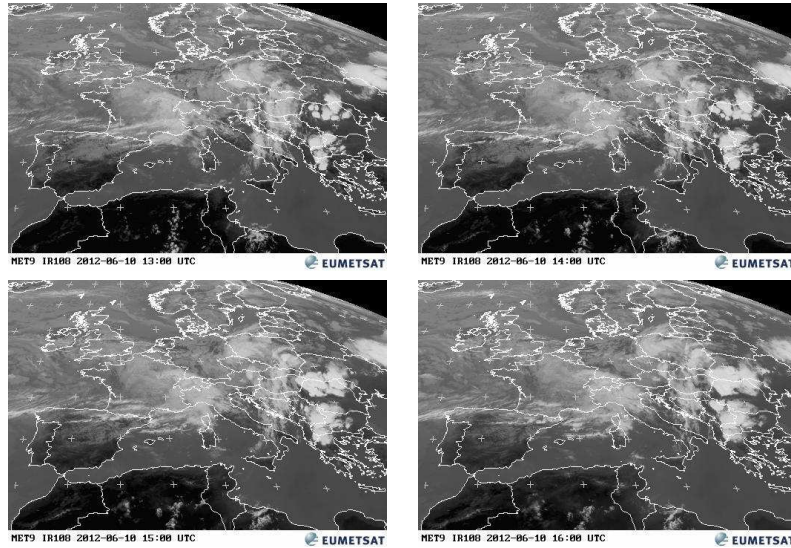 MET9 IR108 2012-06-10 13:00 UTC EUMETSAT
MET9 IR108 2012-06-10 14:00 UTC EUMETSAT
MET9 IR108 2012-06-10 15:00 UTC EUMETSAT
MET9 IR108 2012-06-10 16:00 UTC EUMETSAT